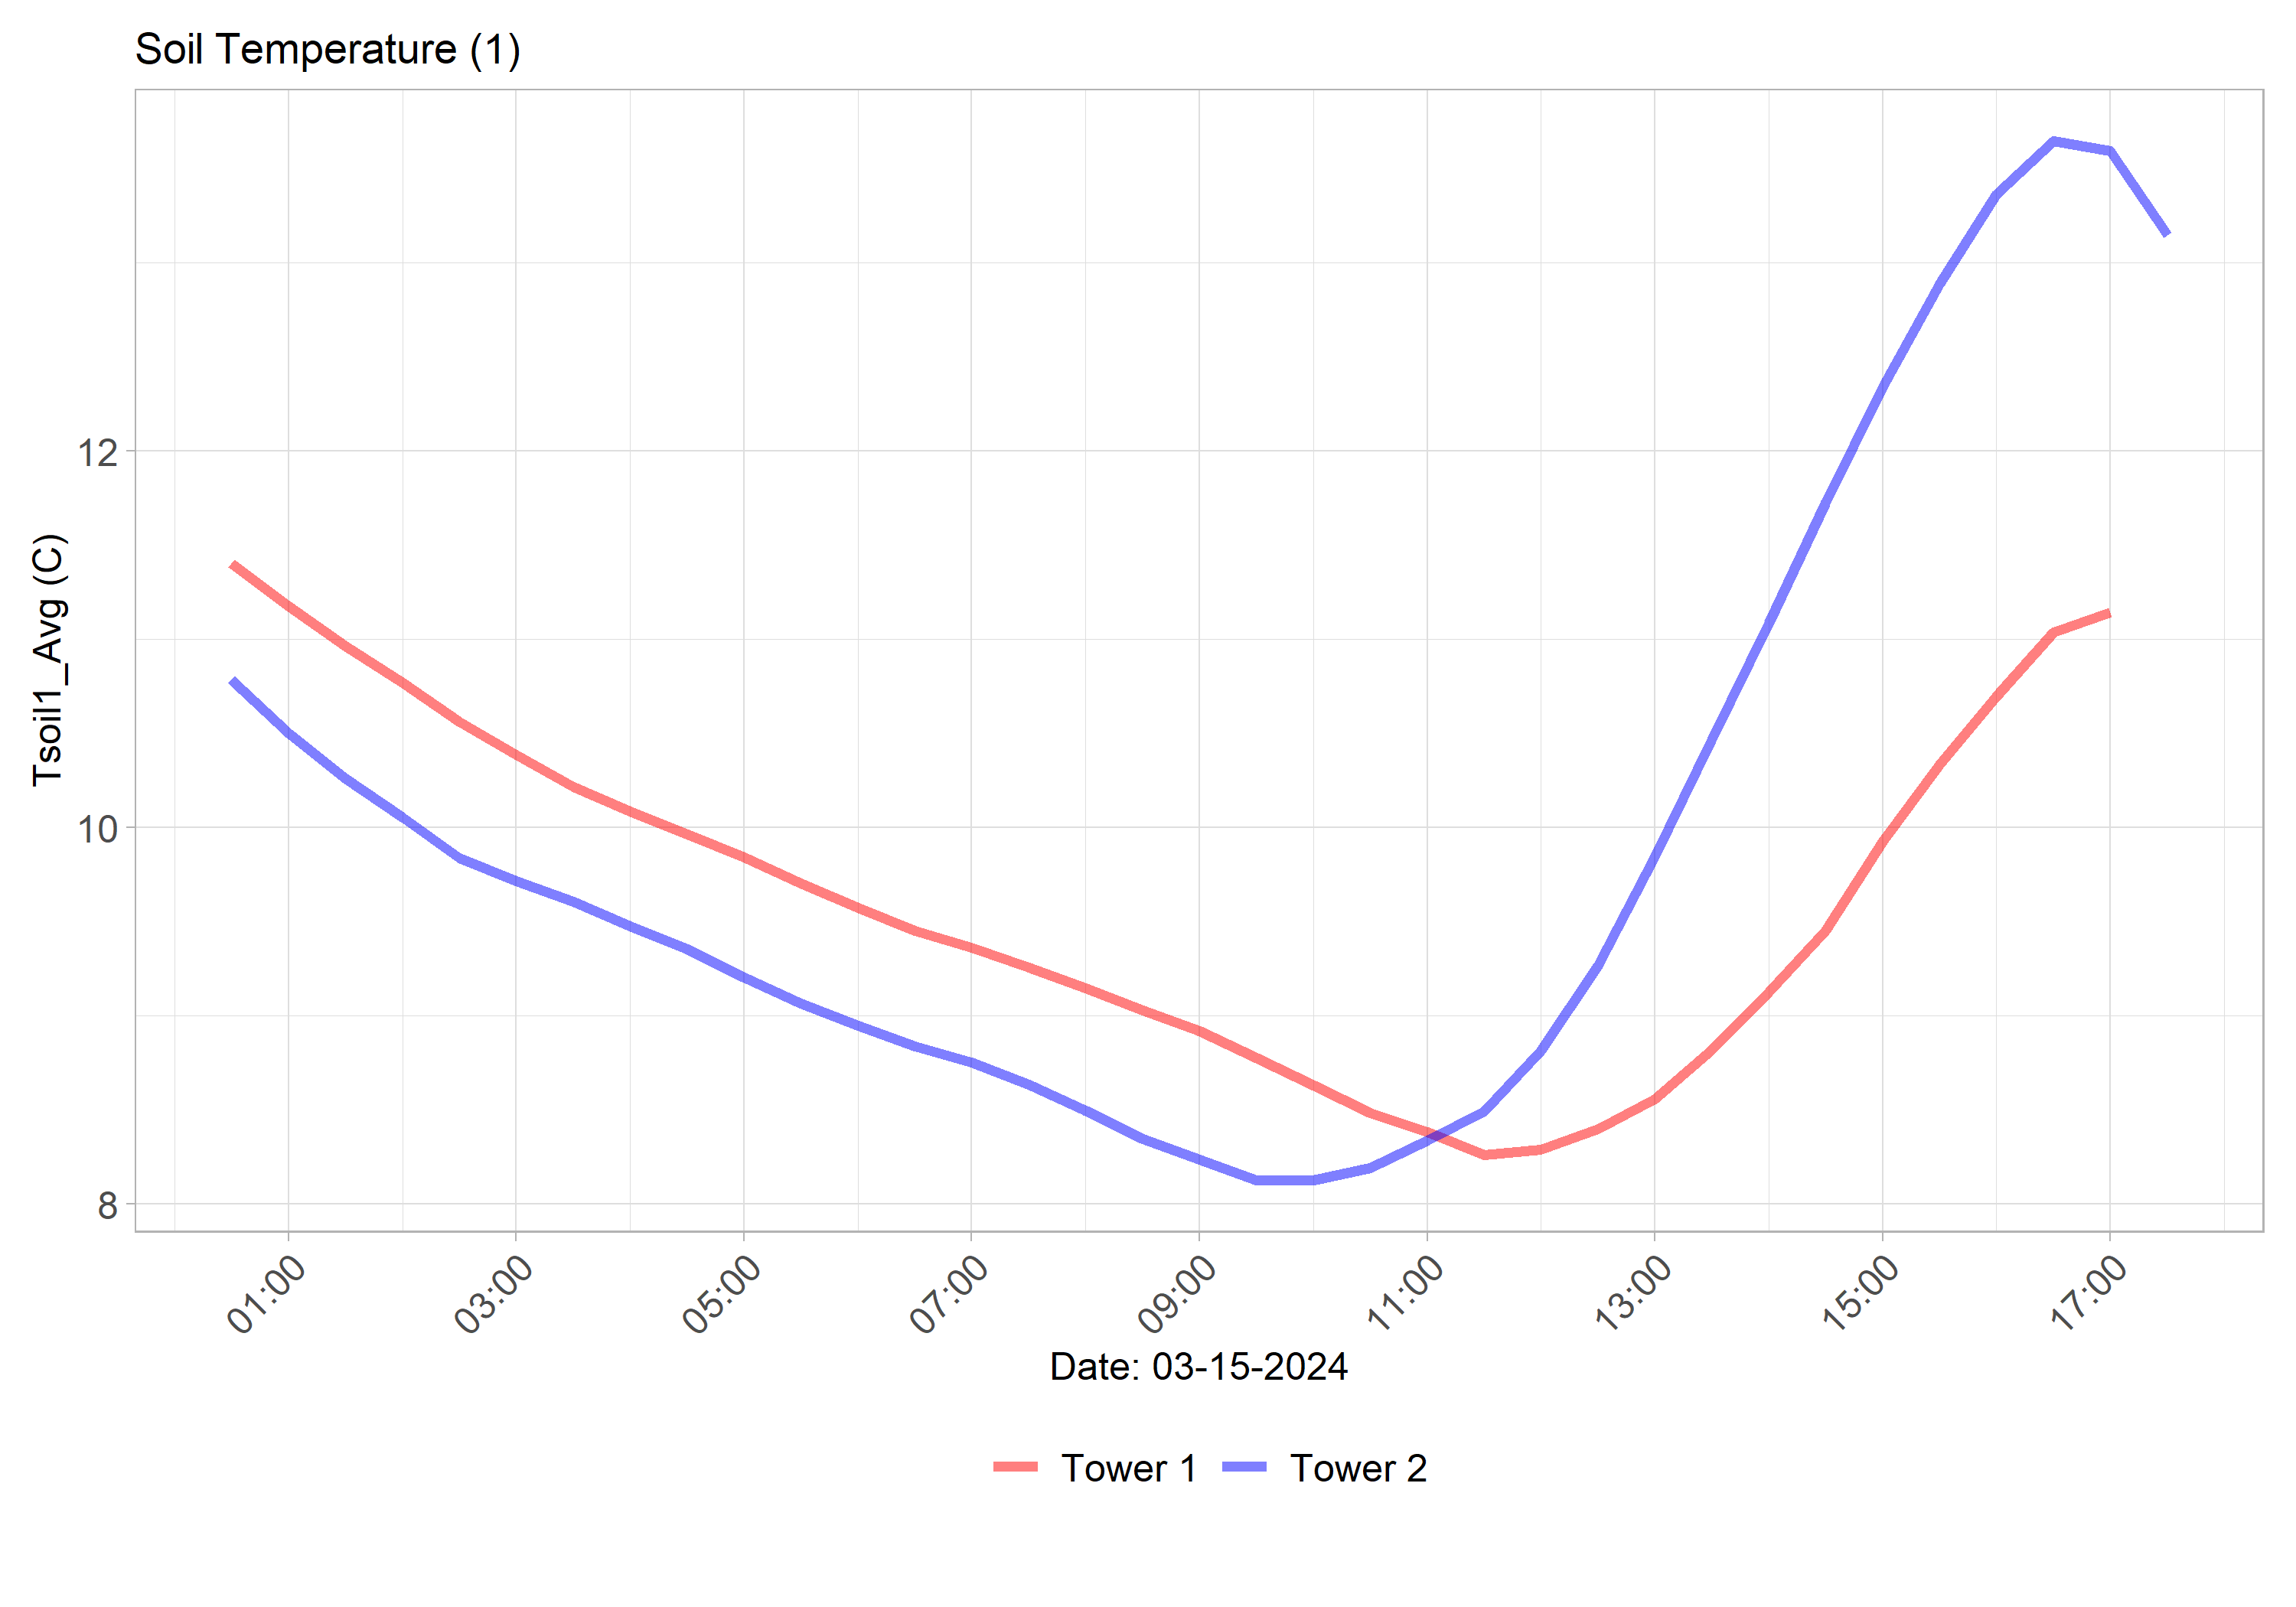 Soil Temperature (1)
Tsoil1_Avg (C)
12
10
8
01:00 03:00 05:00 07:00 09:00 11:00 13:00 15:00 17:00
Date: 03-15-2024
Tower 1 Tower 2